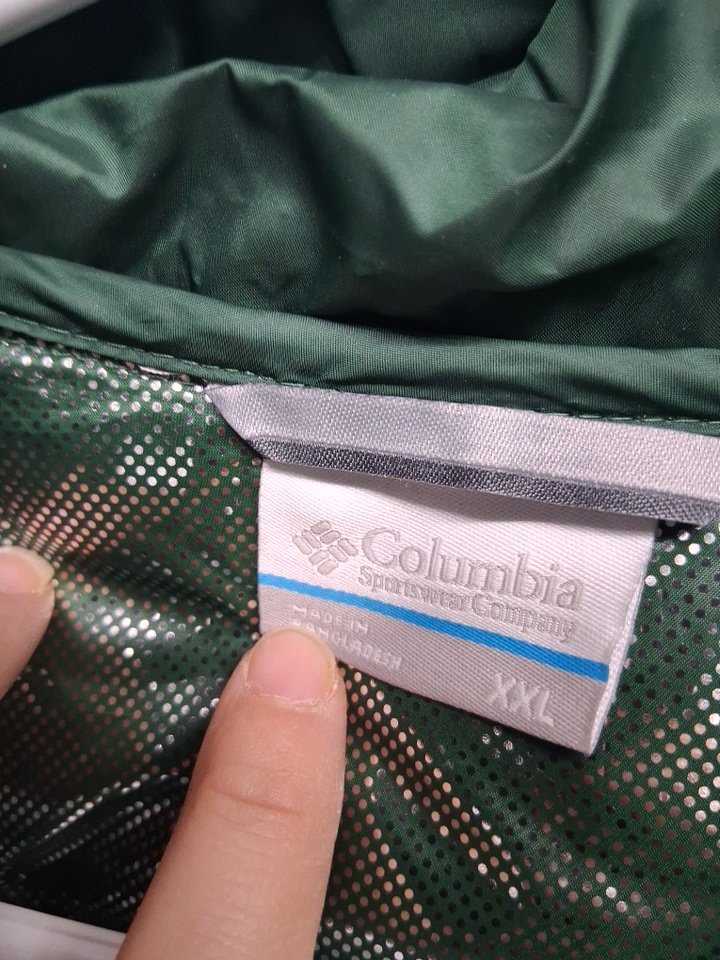 Columbia
Sportswear Company
MADE IN
BANGLADESH
XXL